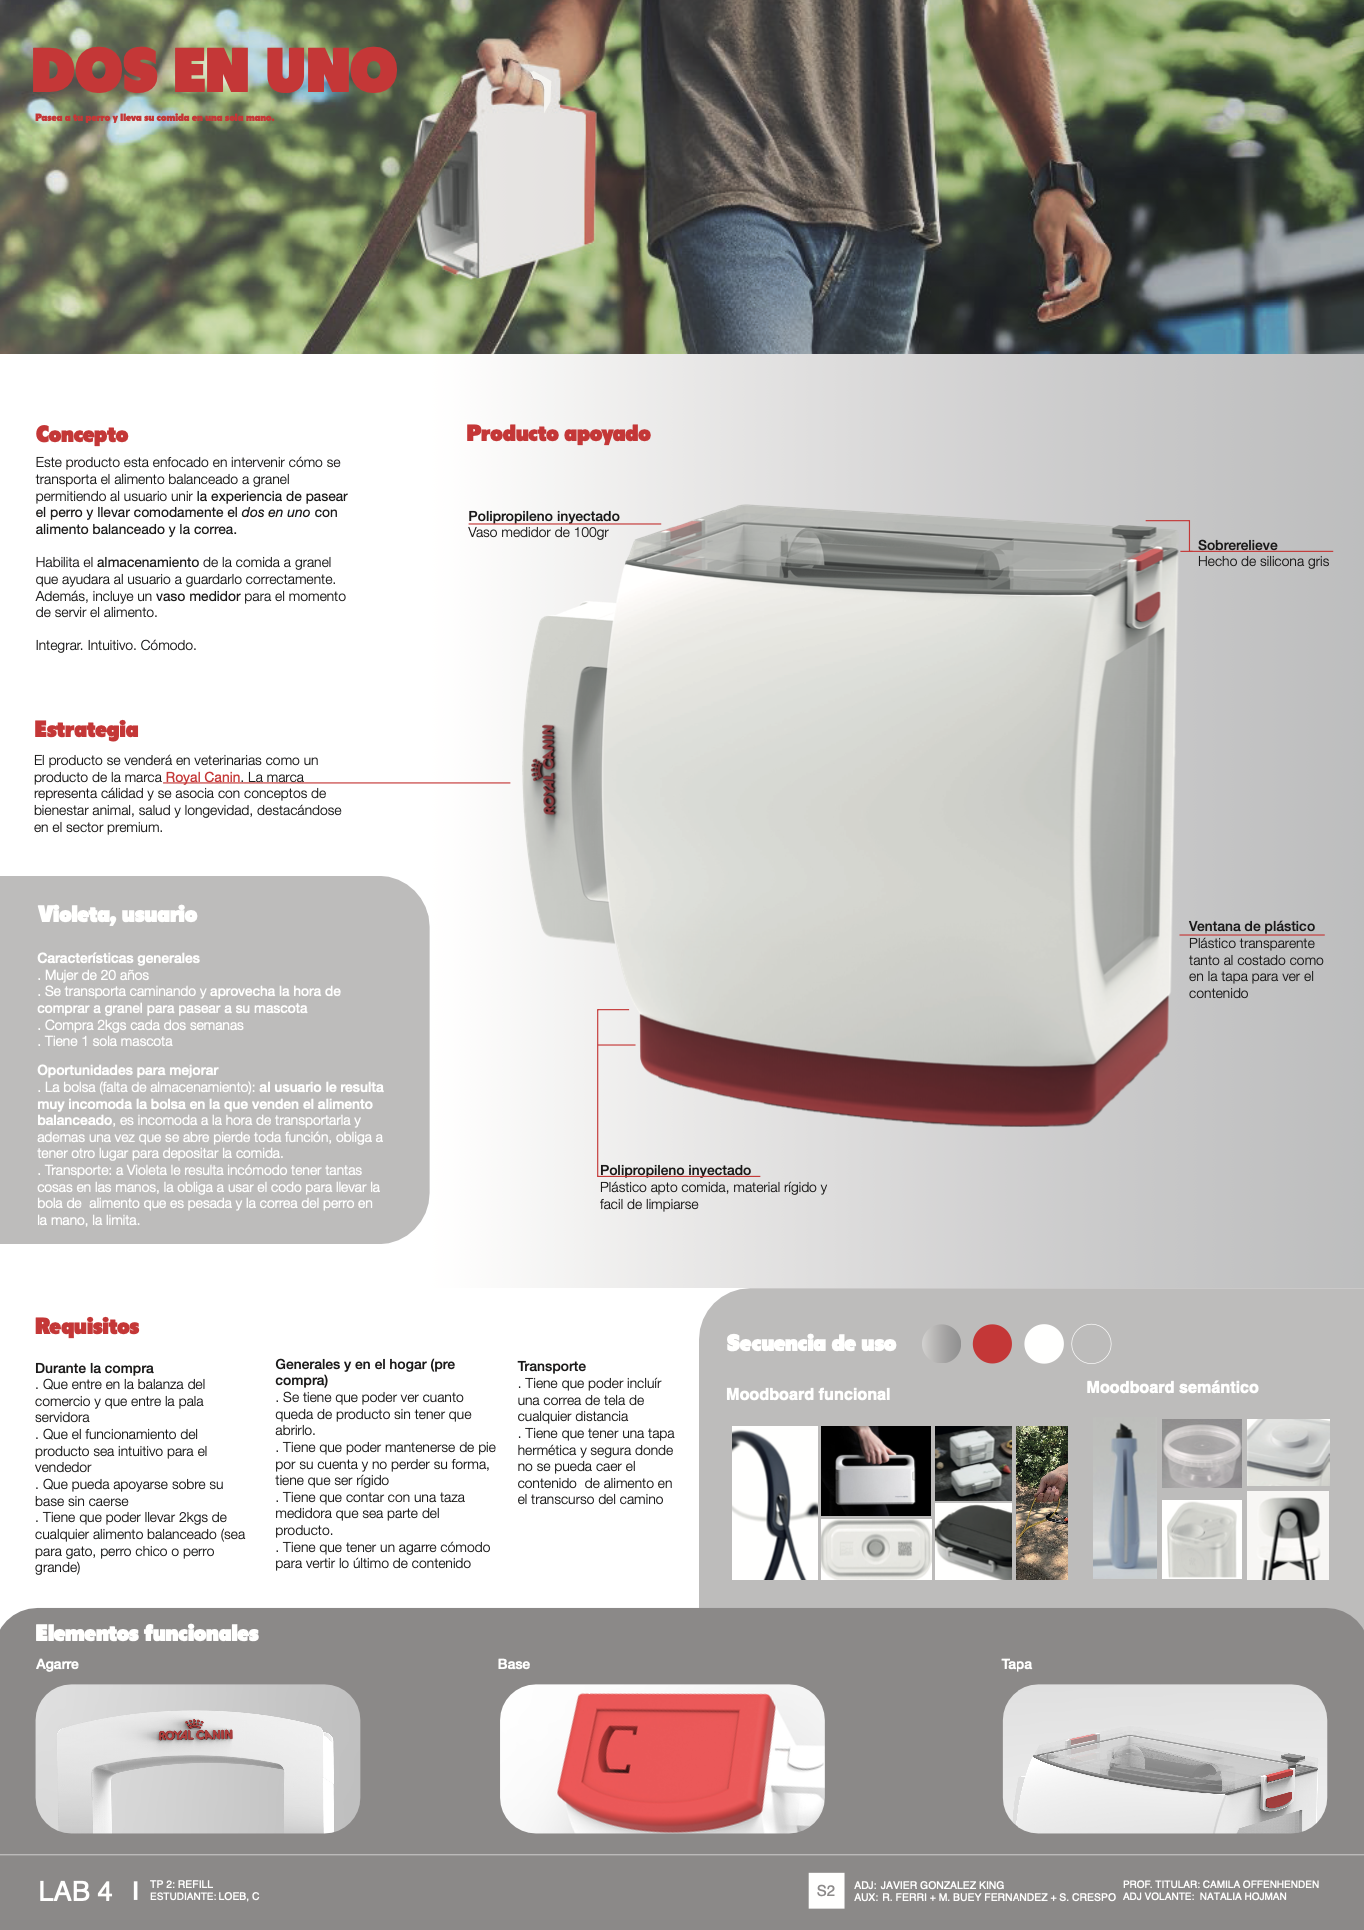 DOS EN UNO
Pasea a tu perro y lleva su comida en una sola mano.
Concepto
Este producto esta enfocado en intervenir cómo se
transporta el alimento balanceado a granel
permitiendo al usuario unir la experiencia de pasear
el perro y llevar comodamente el dos en uno con
alimento balanceado y la correa.
Habilita el almacenamiento de la comida a granel
que ayudara al usuario a guardarlo correctamente.
Además, incluye un vaso medidor para el momento
de servir el alimento.
Integrar. Intuitivo. Cómodo.
Estrategia
El producto se venderá en veterinarias como un
producto de la marca Royal Canin. La marca
representa cálidad y se asocia con conceptos de
bienestar animal, salud y longevidad, destacándose
en el sector premium.
Producto apoyado
Polipropileno inyectado
Vaso medidor de 100gr
Sobrerelieve
Hecho de silicona gris
ROYAL CANIN
Ventana de plástico
Plástico transparente
tanto al costado como
en la tapa para ver el
contenido
Polipropileno inyectado
Plástico apto comida, material rígido y
facil de limpiarse
Violeta, usuario
Características generales
. Mujer de 20 años
. Se transporta caminando y aprovecha la hora de
comprar a granel para pasear a su mascota
. Compra 2kgs cada dos semanas
. Tiene 1 sola mascota
Oportunidades para mejorar
. La bolsa (falta de almacenamiento): al usuario le resulta
muy incomoda la bolsa en la que venden el alimento
balanceado, es incomoda a la hora de transportarla y
ademas una vez que se abre pierde toda función, obliga a
tener otro lugar para depositar la comida.
. Transporte: a Violeta le resulta incómodo tener tantas
cosas en las manos, la obliga a usar el codo para llevar la
bola de  alimento que es pesada y la correa del perro en
la mano, la limita.
Requisitos
Durante la compra
. Que entre en la balanza del
comercio y que entre la pala
servidora
. Que el funcionamiento del
producto sea intuitivo para el
vendedor
. Que pueda apoyarse sobre su
base sin caerse
. Tiene que poder llevar 2kgs de
cualquier alimento balanceado (sea
para gato, perro chico o perro
grande)
Generales y en el hogar (pre
compra)
. Se tiene que poder ver cuanto
queda de producto sin tener que
abrirlo.
. Tiene que poder mantenerse de pie
por su cuenta y no perder su forma,
tiene que ser rígido
. Tiene que contar con una taza
medidora que sea parte del
producto.
. Tiene que tener un agarre cómodo
para vertir lo último de contenido
Transporte
. Tiene que poder incluír
una correa de tela de
cualquier distancia
. Tiene que tener una tapa
hermética y segura donde
no se pueda caer el
contenido  de alimento en
el transcurso del camino
Secuencia de uso
Moodboard funcional
Moodboard semántico
Elementos funcionales
Agarre
Base
Tapa
ROYAL CANIN
LAB 4
TP 2: REFILL
ESTUDIANTE: LOEB, C
S2
ADJ: JAVIER GONZALEZ KING
AUX: R. FERRI + M. BUEY FERNANDEZ + S. CRESPO
PROF. TITULAR: CAMILA OFFENHENDEN
ADJ VOLANTE:  NATALIA HOJMAN